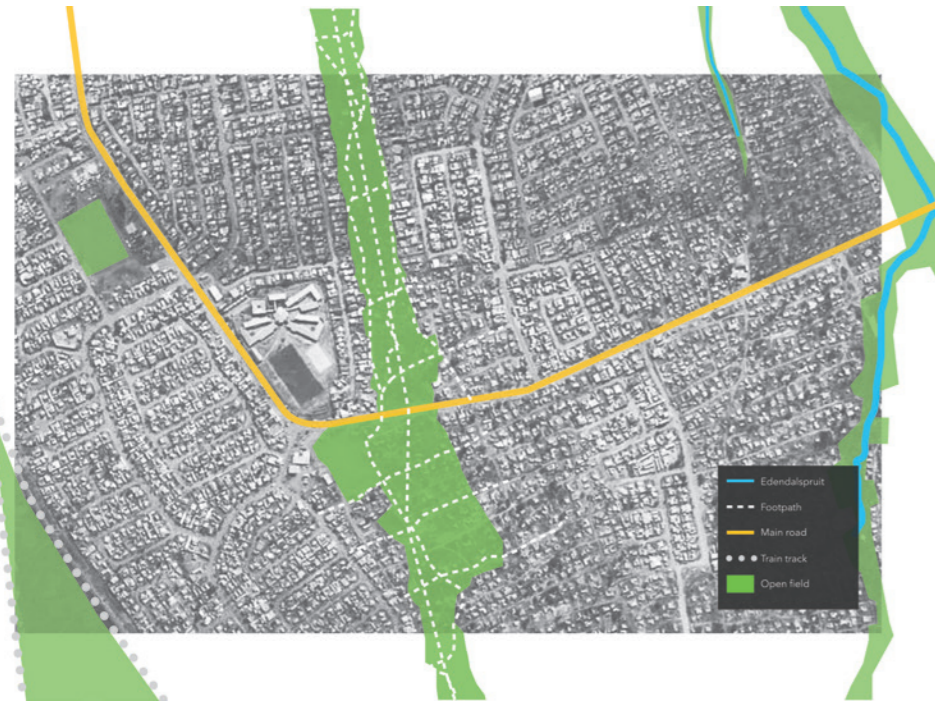 Edendalspruit
Footpath
Main road
Train track
Open field